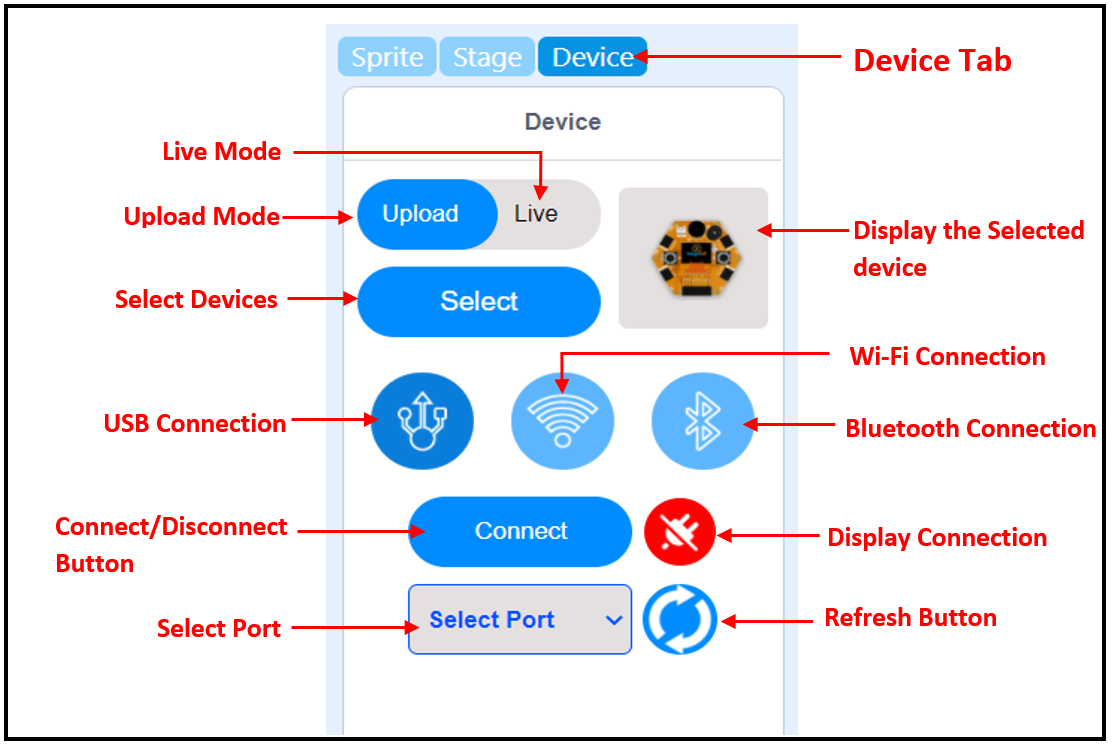 Sprite Stage Device
Device Tab
Device
Live Mode
Upload Mode
Upload Live
Display the Selected
device
Select Devices
Select
Wi-Fi Connection
USB Connection
Bluetooth Connection
Connect/Disconnect
Button
Connect
Display Connection
Select Port
Select Port
Refresh Button